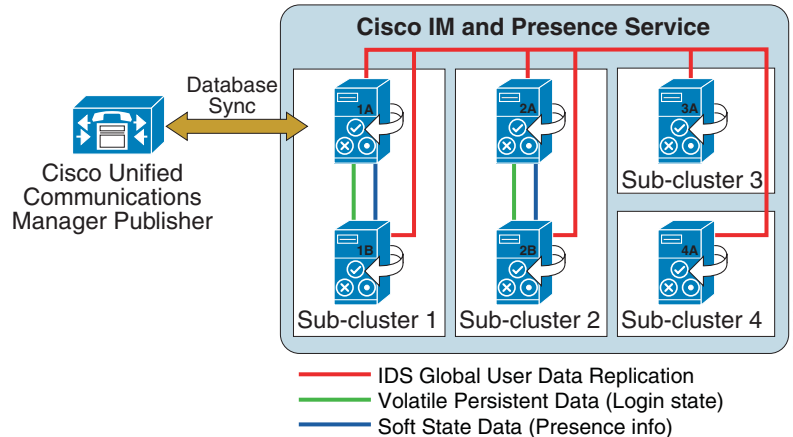 Cisco IM and Presence Service
Database
Sync
1A
2A
3A
Cisco Unified
Communications
Manager Publisher
Sub-cluster 3
1B
2B
4A
Sub-cluster 1
Sub-cluster 2
Sub-cluster 4
IDS Global User Data Replication
Volatile Persistent Data (Login state)
Soft State Data (Presence info)